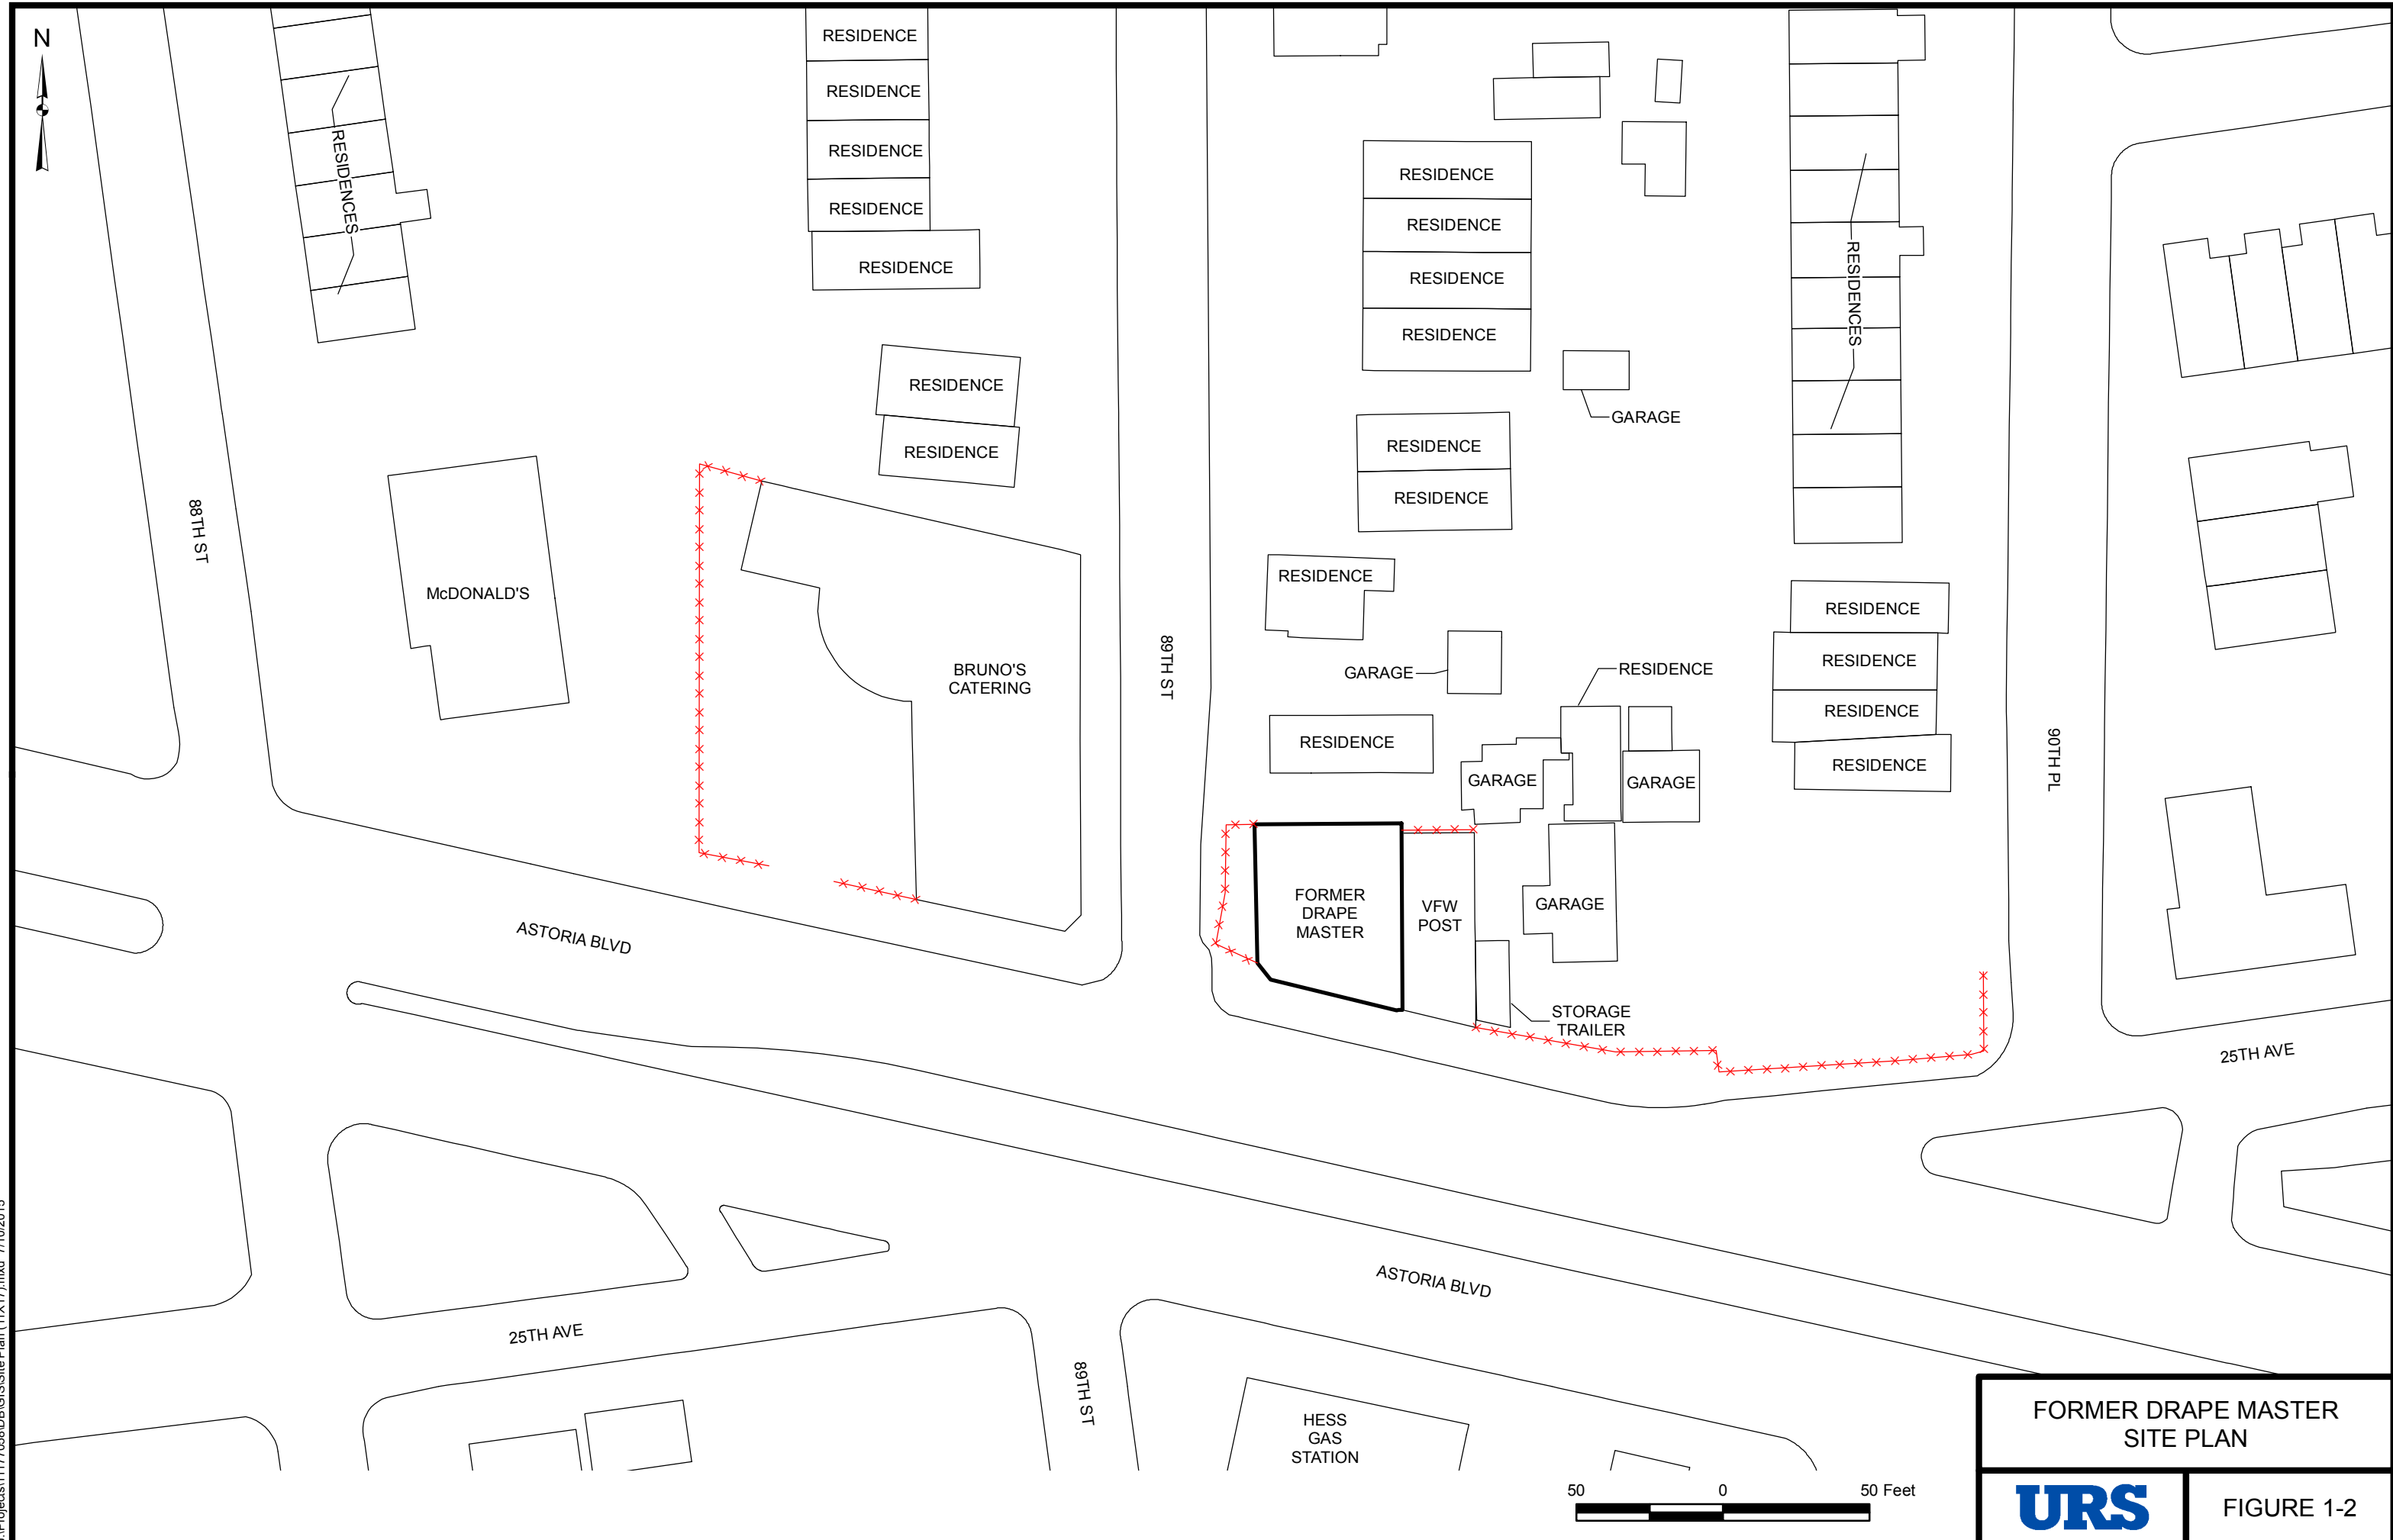 N
RESIDENCE
RESIDENCE
RESIDENCE
RESIDENCE
RESIDENCE
RESIDENCES
RESIDENCE
RESIDENCE
RESIDENCE
RESIDENCE
RESIDENCES
RESIDENCE
RESIDENCE
GARAGE
RESIDENCE
RESIDENCE
88TH ST
McDONALD'S
BRUNO'S
CATERING
89TH ST
RESIDENCE
GARAGE
RESIDENCE
RESIDENCE
RESIDENCE
RESIDENCE
RESIDENCE
RESIDENCE
GARAGE
GARAGE
90TH PL
FORMER
DRAPE
MASTER
VFW
POST
GARAGE
STORAGE
TRAILER
ASTORIA BLVD
25TH AVE
ASTORIA BLVD
25TH AVE
89TH ST
HESS
GAS
STATION
50 0 50 Feet
FORMER DRAPE MASTER
SITE PLAN
URS
FIGURE 1-2